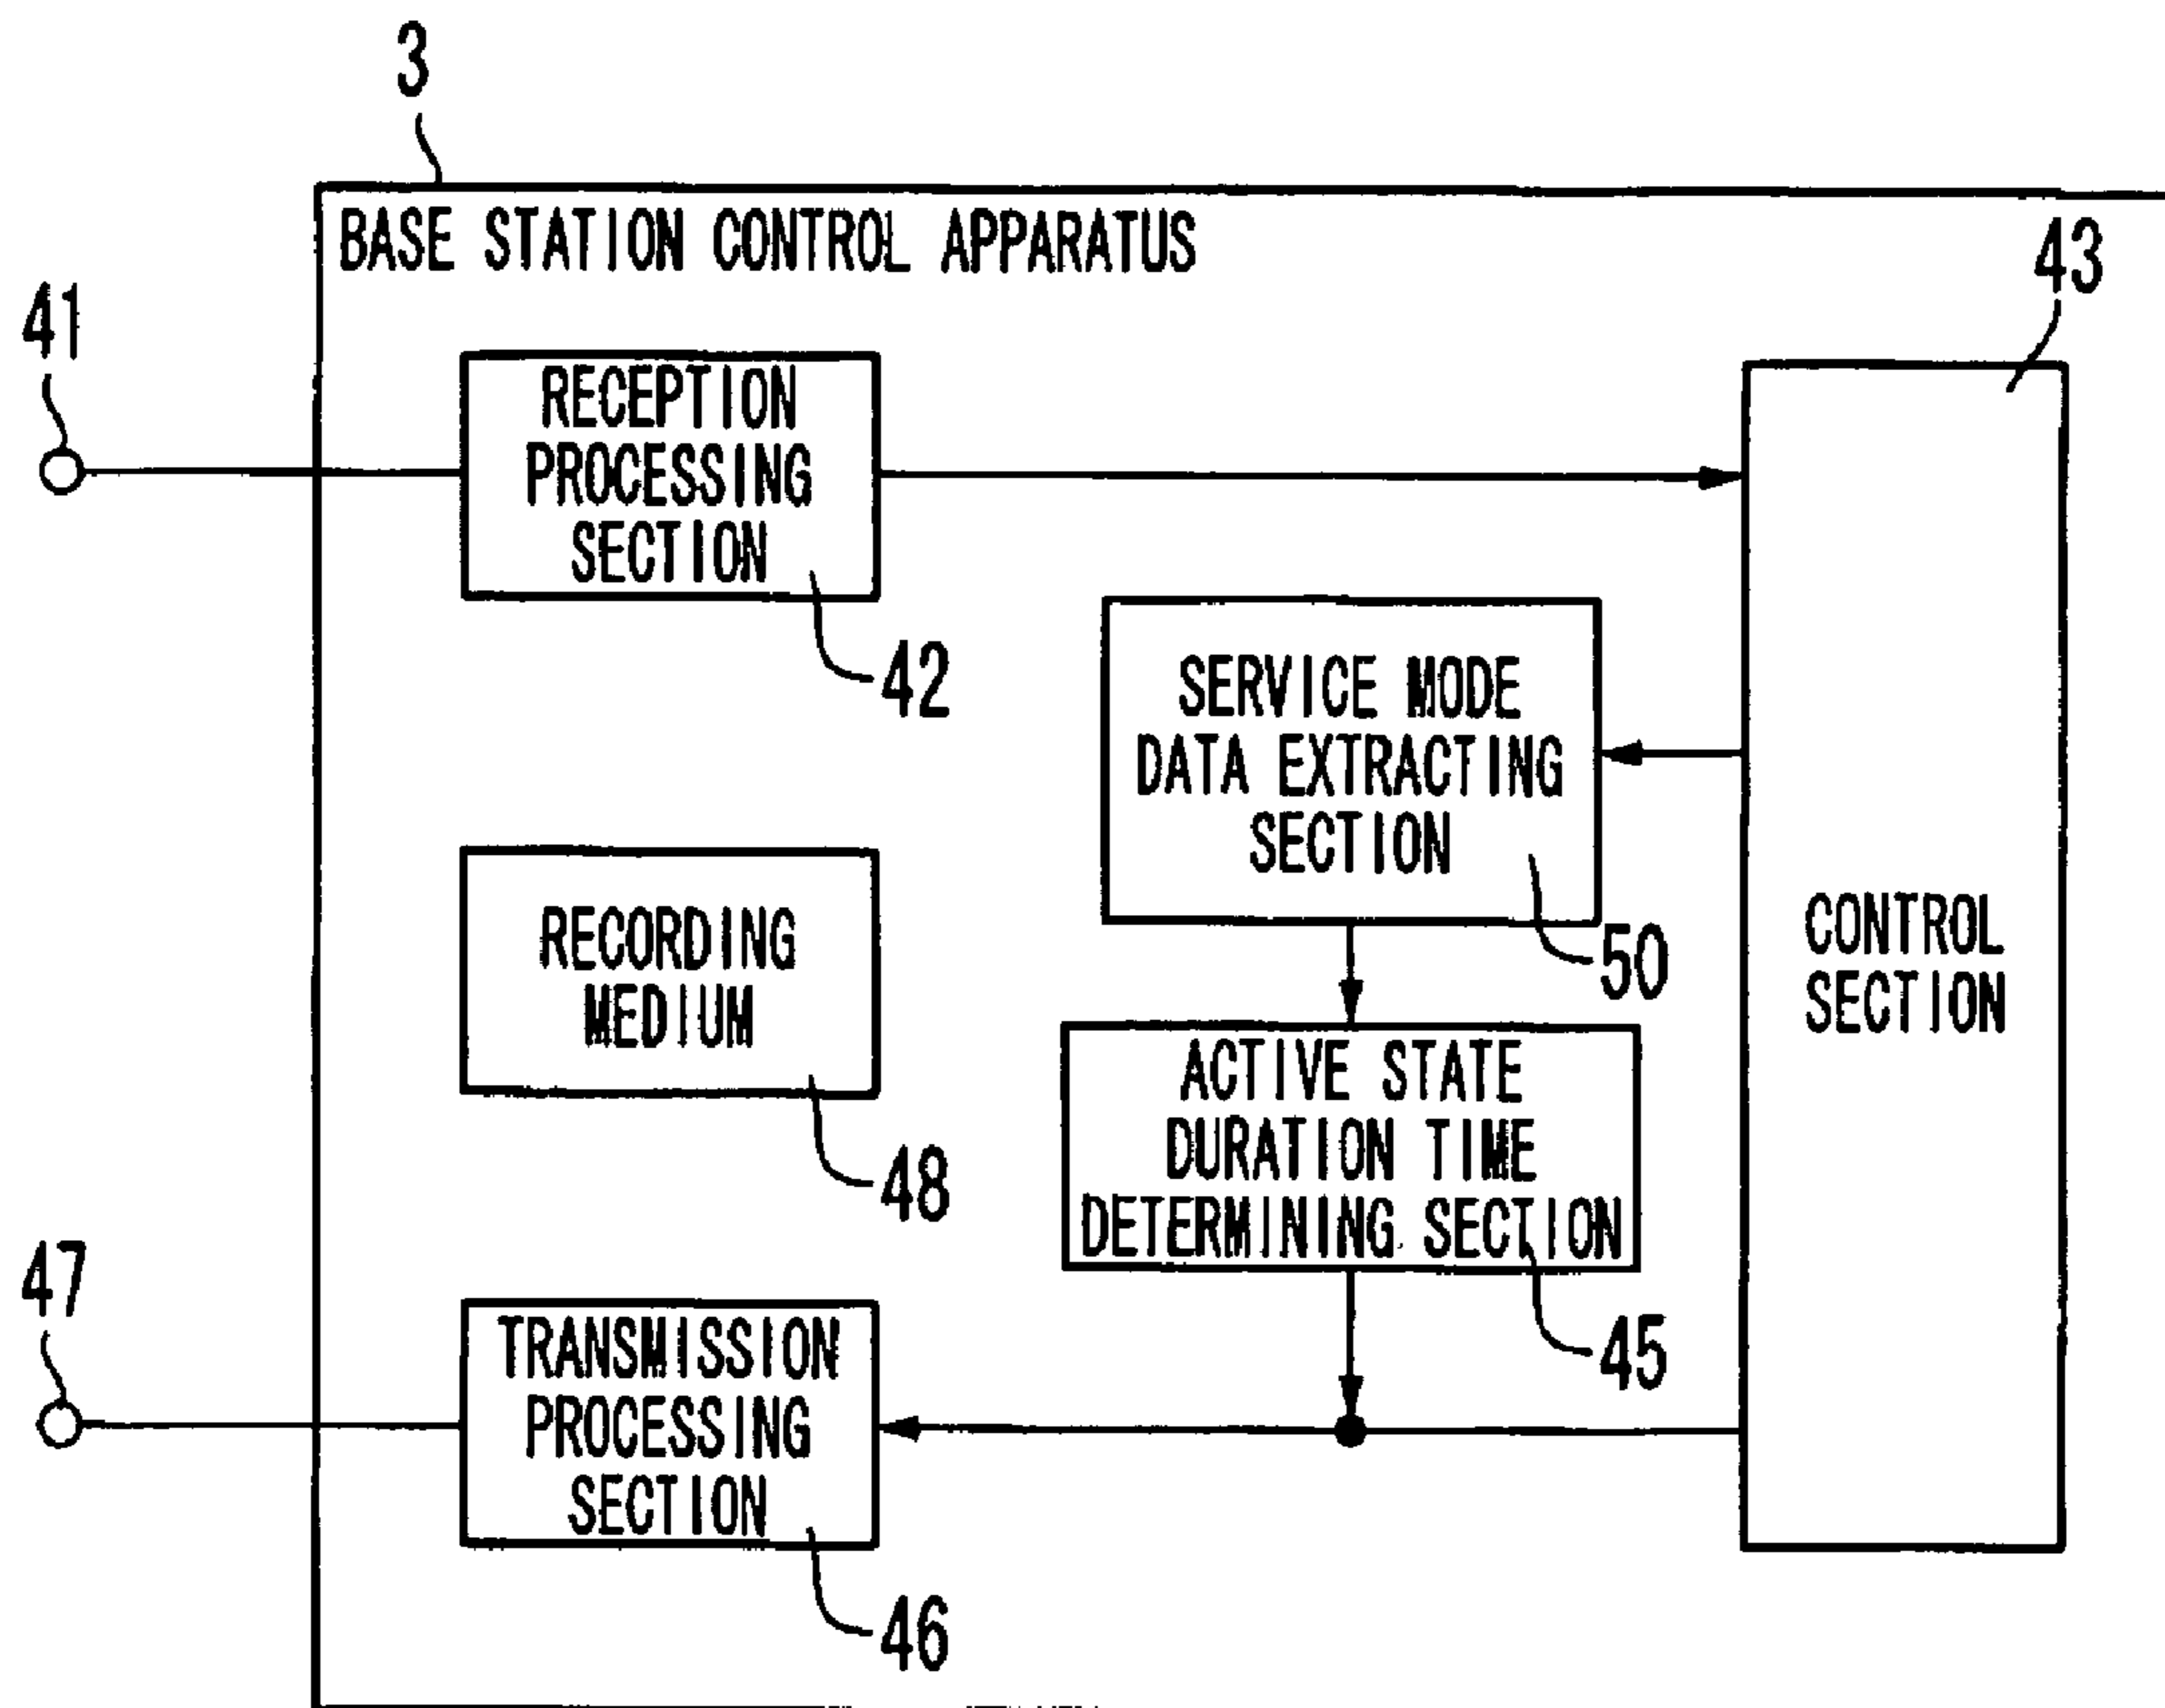 3
BASE STATION CONTROL APPARATUS
43
41
RECEPTION
PROCESSING
SECTION
42
SERVICE MODE
DATA EXTRACTING
SECTION
50
CONTROL
SECTION
RECORDING
MEDIUM
48
ACTIVE STATE
DURATION TIME
DETERMINING SECTION
45
47
TRANSMISSION
PROCESSING
SECTION
46